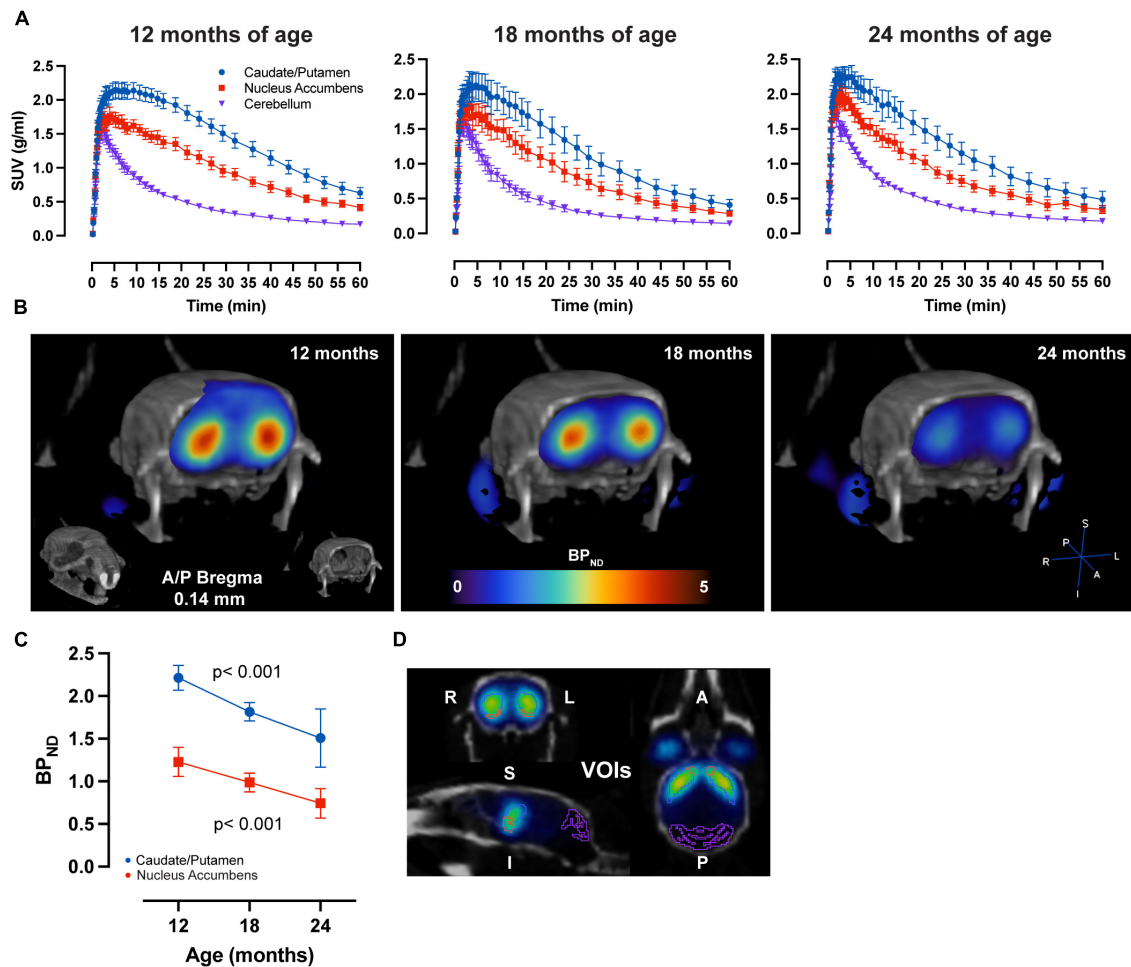 A
12 months of age
18 months of age
24 months of age
SUV (g/ml)
2.5
2.0
1.5
1.0
0.5
0.0
Caudate/Putamen
Nucleus Accumbens
Cerebellum
0 5 10 15 20 25 30 35 40 45 50 55 60
Time (min)
2.5
2.0
1.5
1.0
0.5
0.0
0 5 10 15 20 25 30 35 40 45 50 55 60
Time (min)
2.5
2.0
1.5
1.0
0.5
0.0
0 5 10 15 20 25 30 35 40 45 50 55 60
Time (min)
B
12 months
A/P Bregma
0.14 mm
18 months
BPND
0 5
24 months
S
P
L
R
A
I
C
BPND
2.5
2.0
1.5
1.0
0.5
0.0
p< 0.001
p< 0.001
Caudate/Putamen
Nucleus Accumbens
12 18 24
Age (months)
D
R L
S
I
VOIs
A
P